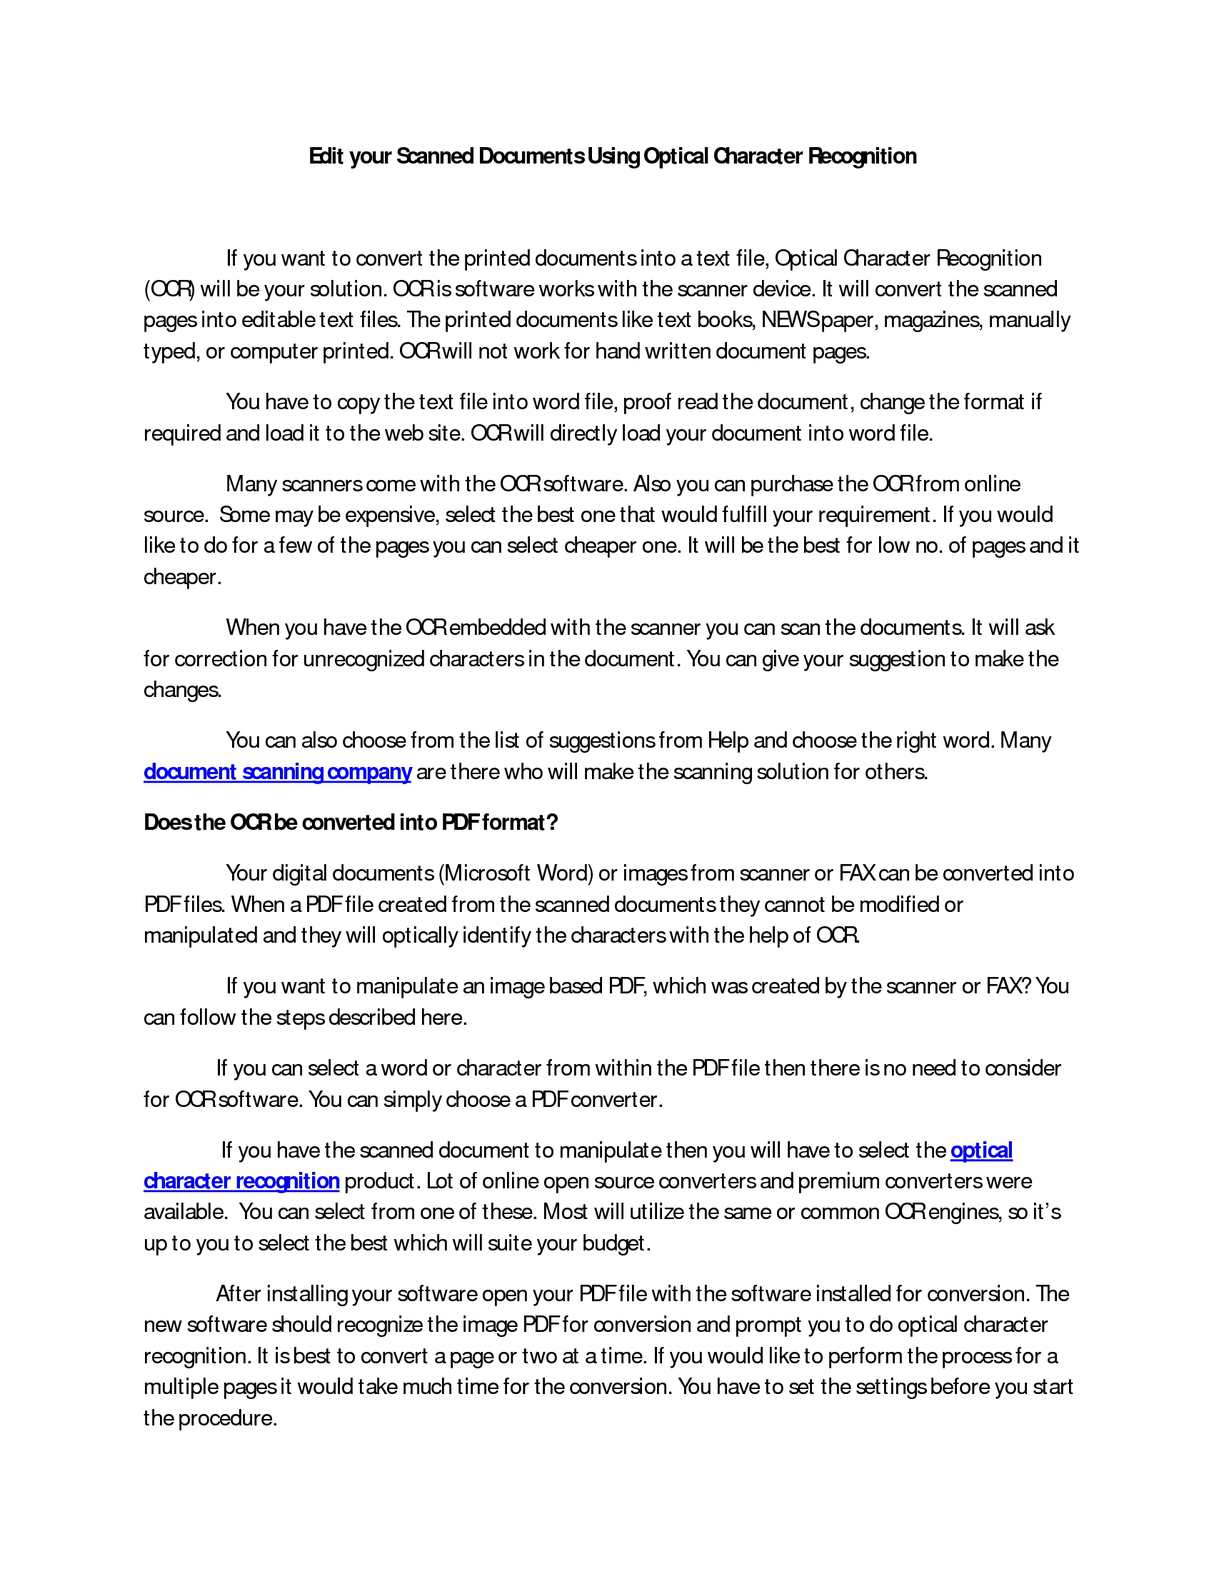 Edit your Scanned Documents Using Optical Character Recognition
If you want to convert the printed documents into a text file, Optical Character Recognition
(OCR) will be your solution. OCR is software works with the scanner device. It will convert the scanned
pages into editable text files. The printed documents like text books, NEWS paper, magazines, manually
typed, or computer printed. OCR will not work for hand written document pages.
You have to copy the text file into word file, proof read the document, change the format if
required and load it to the web site. OCR will directly load your document into word file.
Many scanners come with the OCR software. Also you can purchase the OCR from online
source.  Some may be expensive, select the best one that would fulfill your requirement. If you would
like to do for a few of the pages you can select cheaper one. It will be the best for low no. of pages and it
cheaper.
When you have the OCR embedded with the scanner you can scan the documents. It will ask
for correction for unrecognized characters in the document. You can give your suggestion to make the
changes.
You can also choose from the list of suggestions from Help and choose the right word. Many
document scanning company are there who will make the scanning solution for others.
Does the OCR be converted into PDF format?
Your digital documents (Microsoft Word) or images from scanner or FAX can be converted into
PDF files. When a PDF file created from the scanned documents they cannot be modified or
manipulated and they will optically identify the characters with the help of OCR.
If you want to manipulate an image based PDF, which was created by the scanner or FAX? You
can follow the steps described here.
If you can select a word or character from within the PDF file then there is no need to consider
for OCR software. You can simply choose a PDF converter.
If you have the scanned document to manipulate then you will have to select the optical
character recognition product. Lot of online open source converters and premium converters were
available.  You can select from one of these. Most will utilize the same or common OCR engines, so it's
up to you to select the best which will suite your budget.
After installing your software open your PDF file with the software installed for conversion. The
new software should recognize the image PDF for conversion and prompt you to do optical character
recognition. It is best to convert a page or two at a time. If you would like to perform the process for a
multiple pages it would take much time for the conversion. You have to set the settings before you start
the procedure.